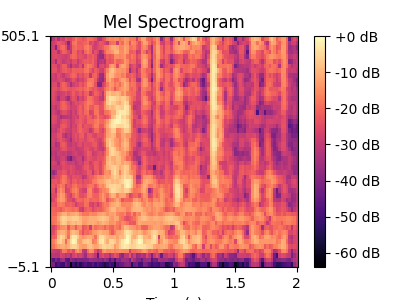 Mel Spectrogram
505.1
−5.1
0
0.5
1
1.5
2
+0 dB
-10 dB
-20 dB
-30 dB
-40 dB
-50 dB
-60 dB